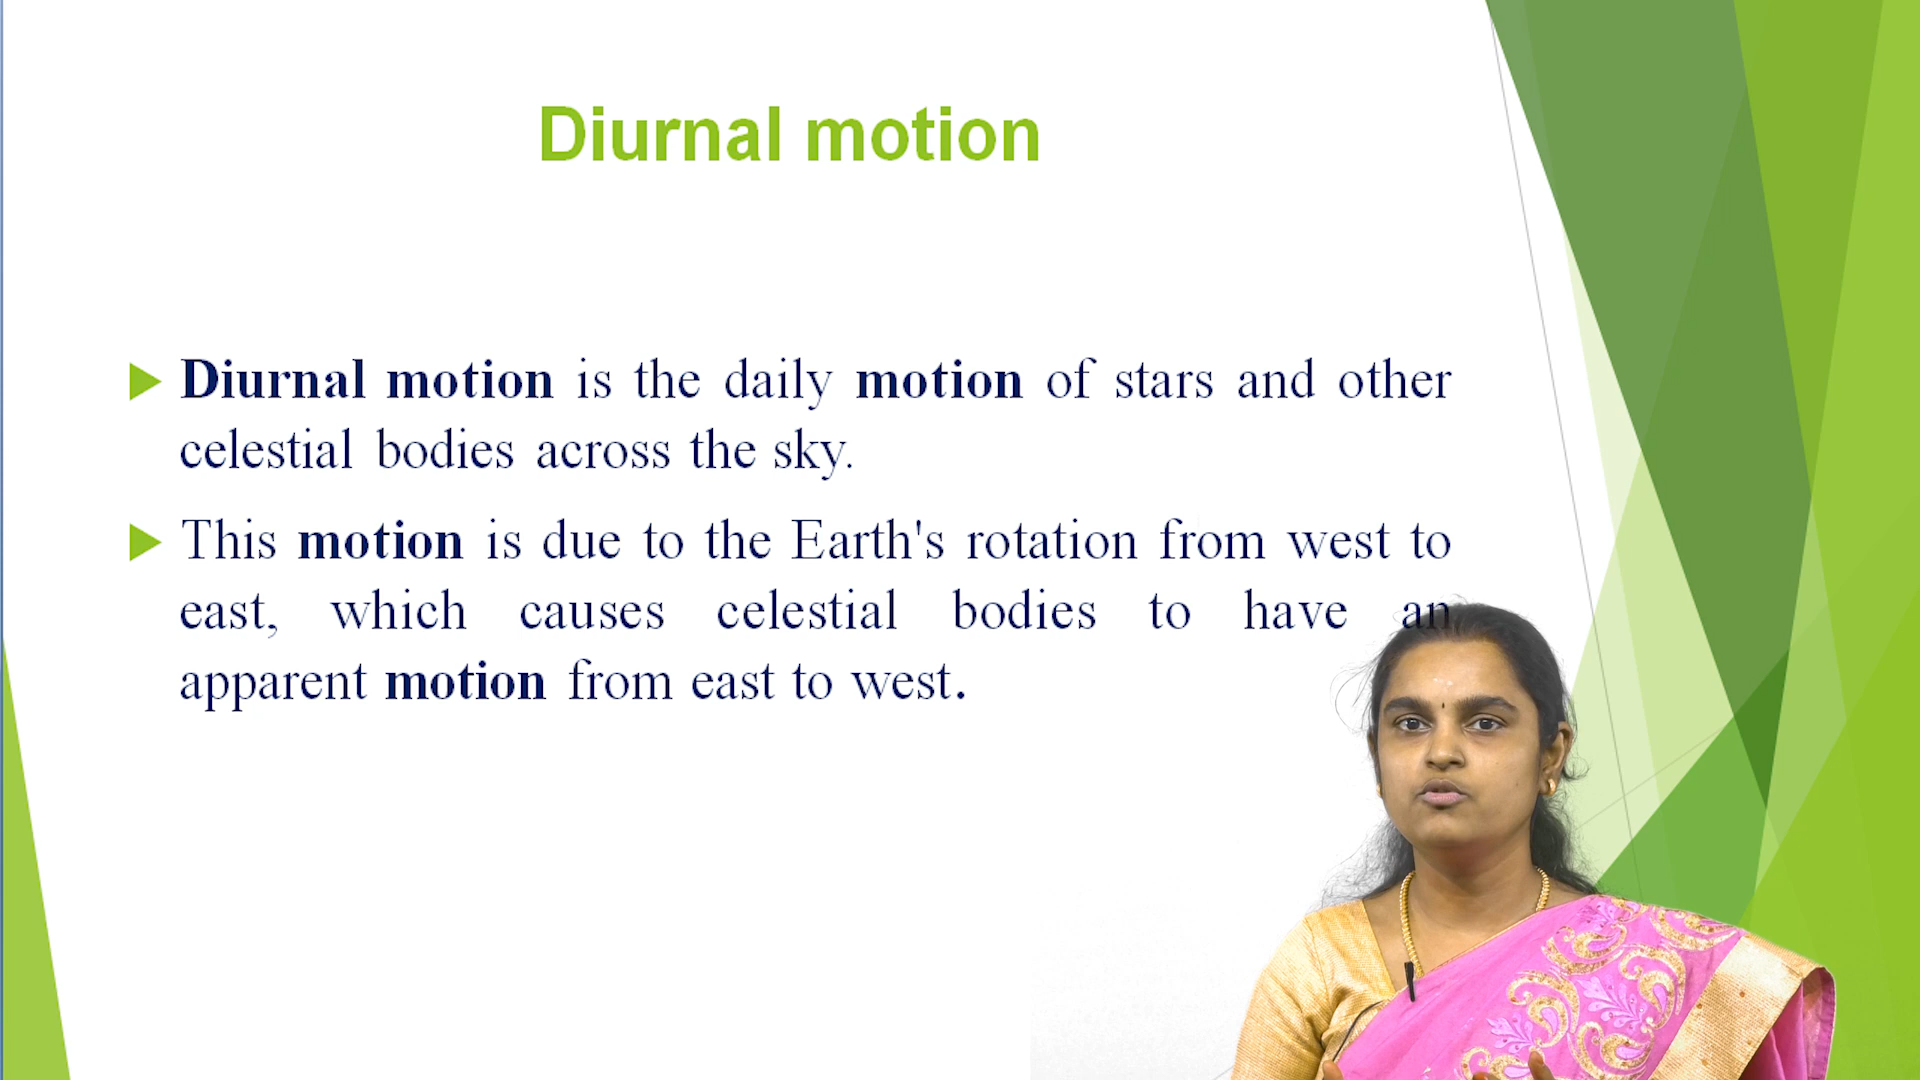 Diurnal motion
Diurnal motion is the daily motion of stars and other
celestial bodies across the sky.
This motion is due to the Earth's rotation from west to
east, which causes celestial bodies to have an
apparent motion from east to west.